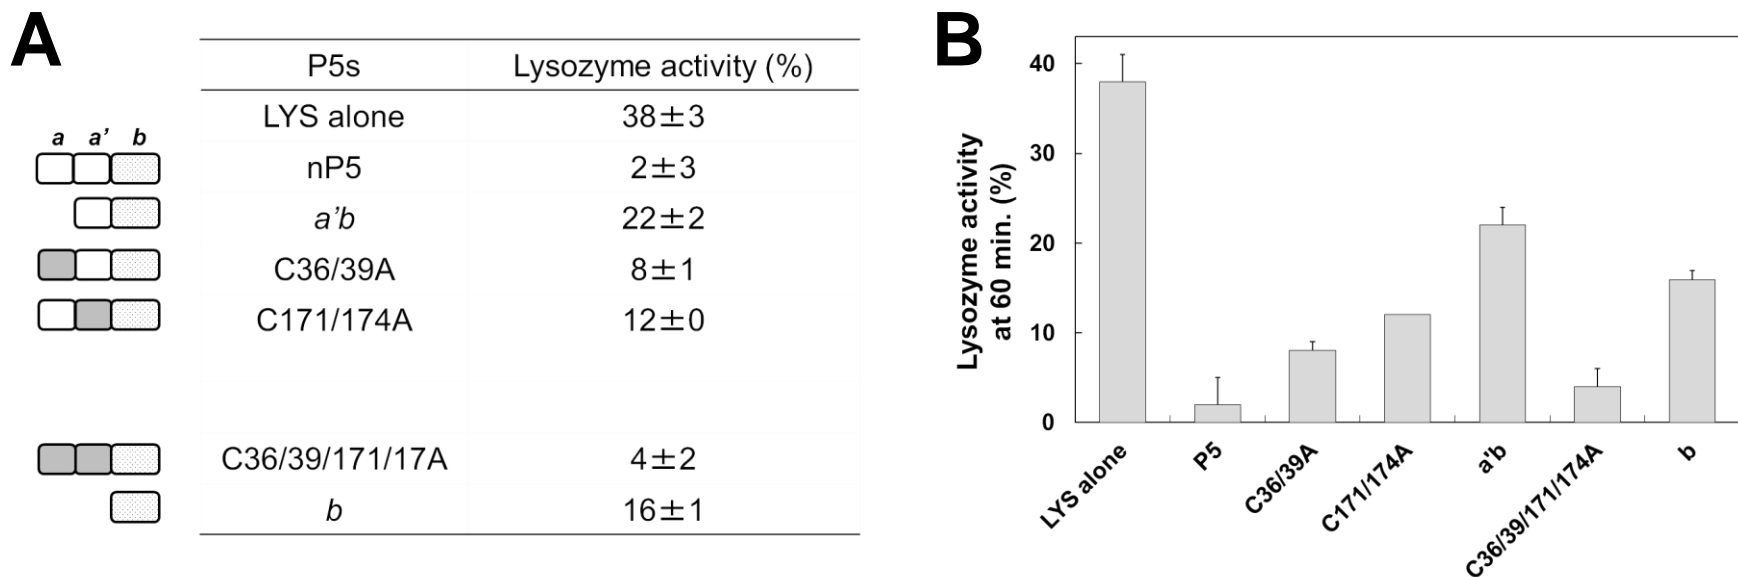 A
P5s Lysozyme activity (%)
LYS alone 38±3
a a’ b
nP5 2±3
a’b 22±2
C36/39A 8±1
C171/174A 12±0
C36/39/171/17A 4±2
b 16±1
B
Lysozyme activity
at 60 min. (%)
40
30
20
10
0
LYS alone
P5
C36/39A
C171/174A
a'b
C36/39/171/174A
b